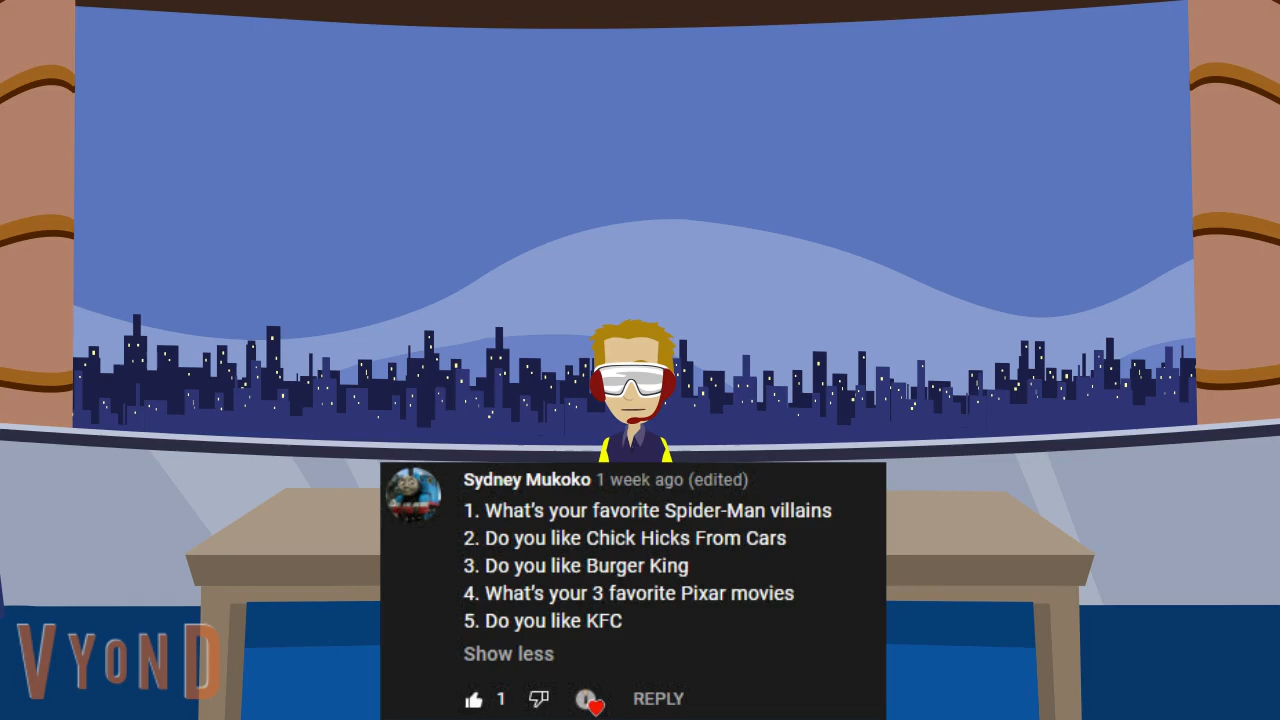 Sydney Mukoko 1 week ago (edited)
1. What's your favorite Spider-Man villains
2. Do you like Chick Hicks From Cars
3. Do you like Burger King
4. What's your 3 favorite Pixar movies
5. Do you like KFC
Show less
1 REPLY
VYOND